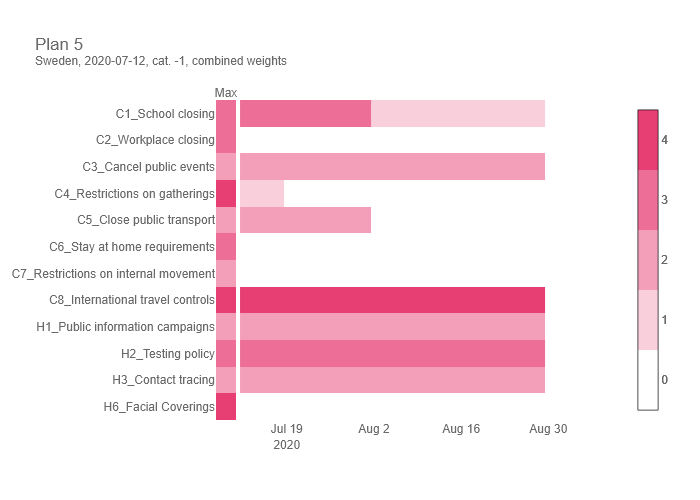 Plan 5
Sweden, 2020-07-12, cat. -1, combined weights
Max
C1_School closing
C2_Workplace closing
C3_Cancel public events
C4_Restrictions on gatherings
C5_Close public transport
C6_Stay at home requirements
C7_Restrictions on internal movement
C8_International travel controls
H1_Public information campaigns
H2_Testing policy
H3_Contact tracing
H6_Facial Coverings
Jul 19 Aug 2 Aug 16 Aug 30
2020
4
3
2
1
0